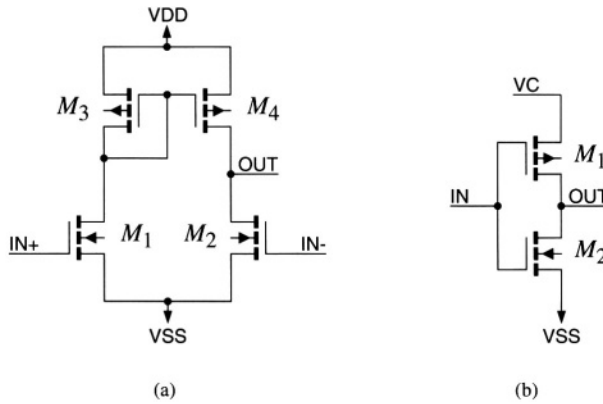 VDD
M3 M4
OUT
IN+ M1 M2 IN-
VSS
(a)
VC
M1
IN OUT
M2
VSS
(b)